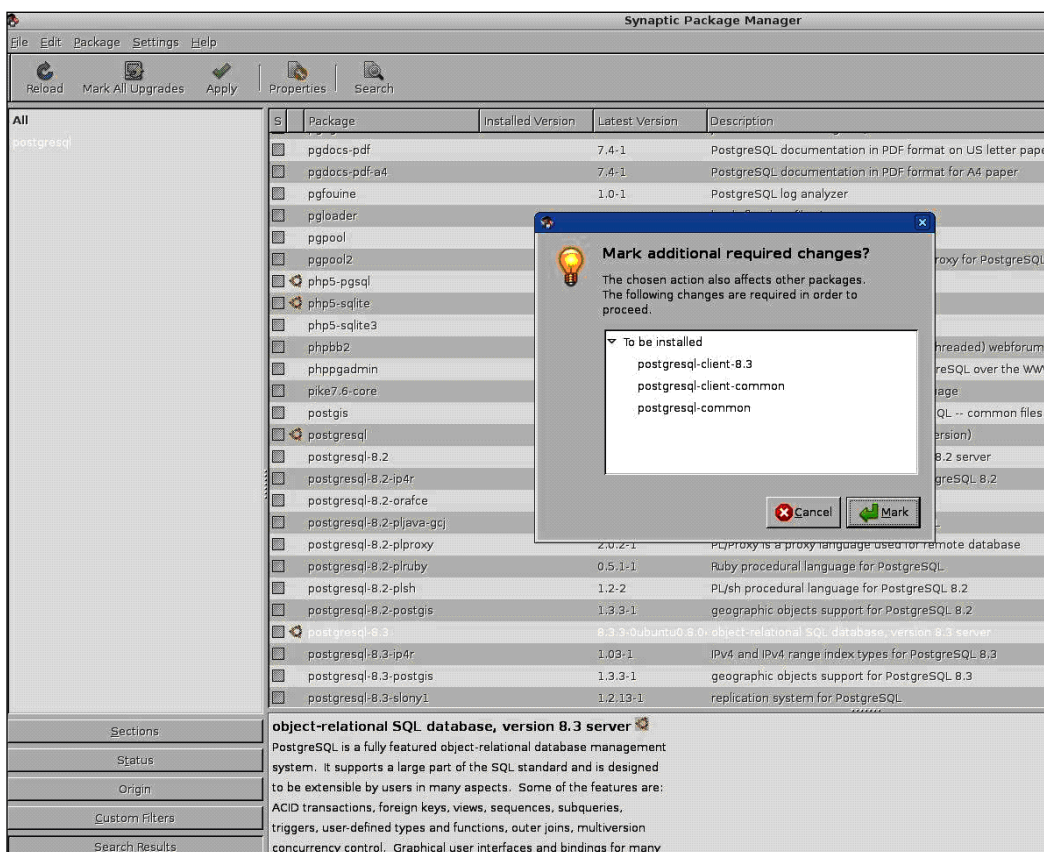 Synaptic Package Manager
File Edit Package Settings Help
Reload Mark All Upgrades Apply Properties Search
All
postgresql
S Package Installed Version Latest Version Description
pgdocs-pdf 7.4-1 PostgreSQL documentation in PDF format on US letter pape
pgdocs-pdf-a4 7.4-1 PostgreSQL documentation in PDF format for A4 paper
pgfouine 1.0-1 PostgreSQL log analyzer
pgloader
pgpool
pgpool2 roxy for PostgreSQL
php5-pgsql
php5-sqlite
php5-sqlite3
phpbb2 hreaded) webforum
phppgadmin reSQL over the WWW
pike7.6-core age
postgis QL -- common files
postgresql ersion)
postgresql-8.2 8.2 server
postgresql-8.2-ip4r greSQL 8.2
postgresql-8.2-orafce
postgresql-8.2-pljava-gcj L
postgresql-8.2-plproxy 2.0.2-1 PL/Proxy is a proxy language used for remote database
postgresql-8.2-plruby 0.5.1-1 Ruby procedural language for PostgreSQL
postgresql-8.2-plsh 1.2-2 PL/sh procedural language for PostgreSQL 8.2
postgresql-8.2-postgis 1.3.3-1 geographic objects support for PostgreSQL 8.2
postgresql-8.3 8.3.3-0ubuntu0.8.0 object-relational SQL database, version 8.3 server
postgresql-8.3-ip4r 1.03-1 IPv4 and IPv4 range index types for PostgreSQL 8.3
postgresql-8.3-postgis 1.3.3-1 geographic objects support for PostgreSQL 8.3
postgresql-8.3-slony1 1.2.13-1 replication system for PostgreSQL
Mark additional required changes?
The chosen action also affects other packages.
The following changes are required in order to
proceed.
To be installed
postgresql-client-8.3
postgresql-client-common
postgresql-common
Cancel Mark
Sections
Status
Origin
Custom Filters
Search Results
object-relational SQL database, version 8.3 server
PostgreSQL is a fully featured object-relational database management
system. It supports a large part of the SQL standard and is designed
to be extensible by users in many aspects. Some of the features are:
ACID transactions, foreign keys, views, sequences, subqueries,
triggers, user-defined types and functions, outer joins, multiversion
concurrency control. Graphical user interfaces and bindings for many